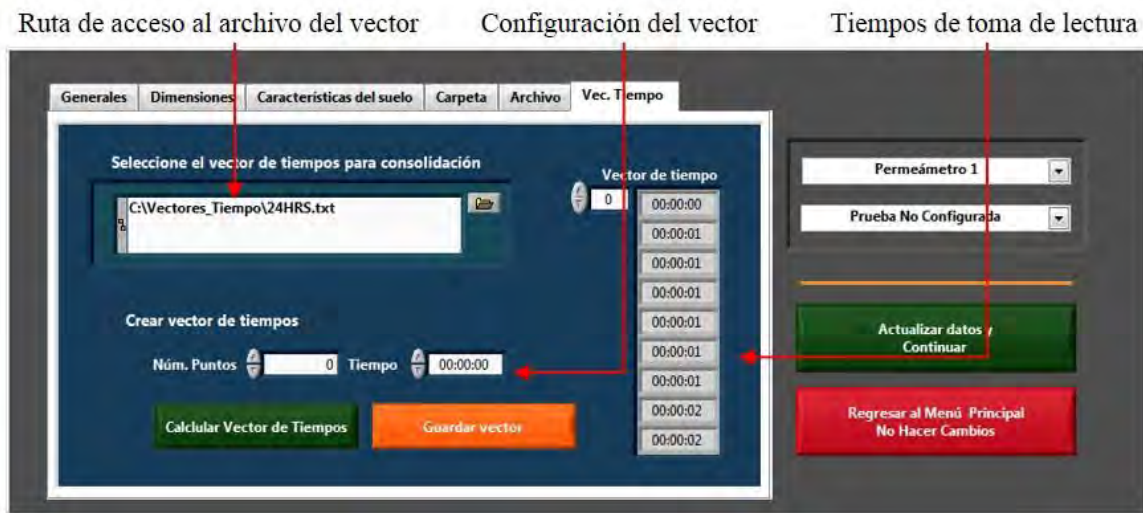 Ruta de acceso al archivo del vector
Configuración del vector
Tiempos de toma de lectura
Generales
Dimensiones
Características del suelo
Carpeta
Archivo
Vec. Tiempo
Seleccione el vector de tiempos para consolidación
C:\Vectores_Tiempo\24HRS.txt
Vector de tiempo
0
00:00:00
00:00:01
00:00:01
00:00:01
00:00:01
00:00:01
00:00:01
00:00:02
00:00:02
Crear vector de tiempos
Núm. Puntos 0 Tiempo 00:00:00
Calclular Vector de Tiempos
Guardar vector
Permeámetro 1
Prueba No Configurada
Actualizar datos y
Continuar
Regresar al Menú Principal
No Hacer Cambios